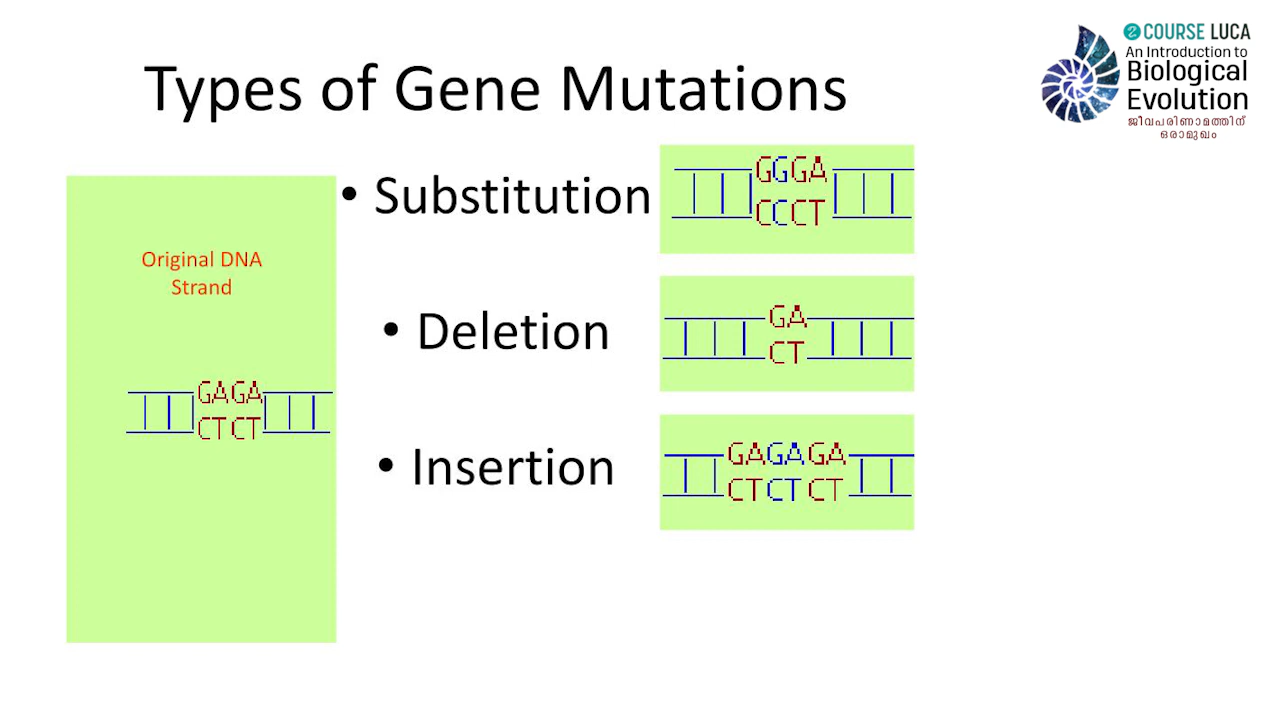 Types of Gene Mutations
COURSE LUCA
An Introduction to
Biological
Evolution
ജീവപരിണാമത്തിന്
ഒരാമുഖം
Original DNA
Strand
GAGA
CTCT
• Substitution
GGGA
CCCT
• Deletion
GA
CT
• Insertion
GAGAGA
CTCTCT